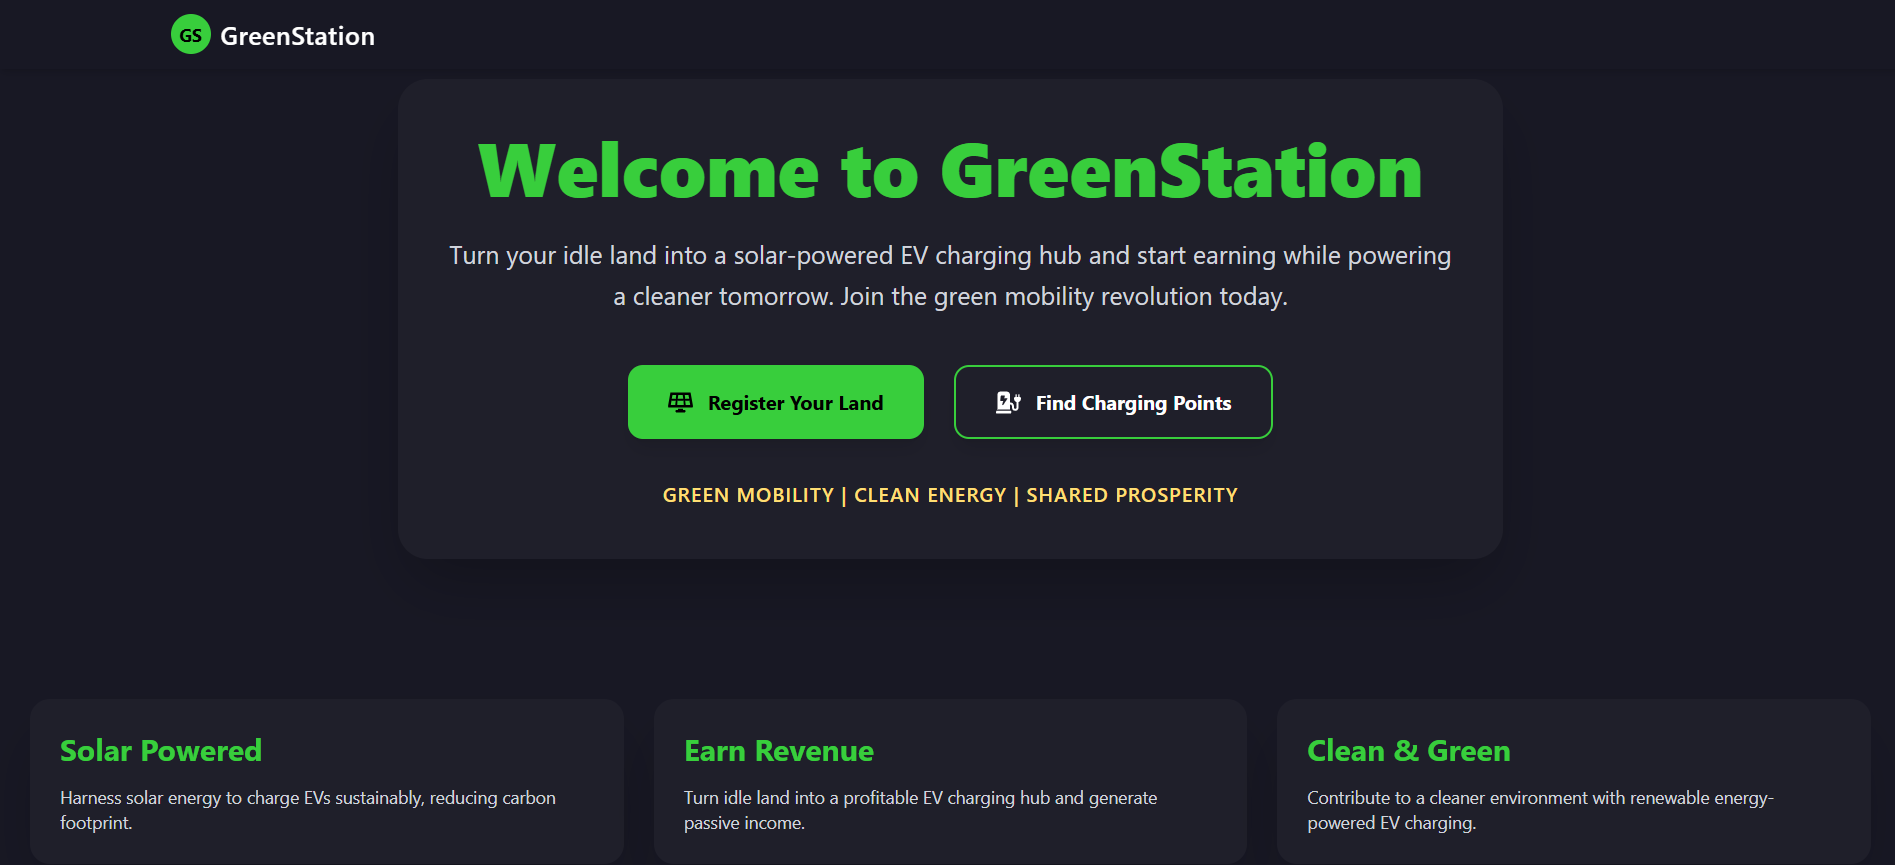 GS GreenStation
Welcome to GreenStation
Turn your idle land into a solar-powered EV charging hub and start earning while powering
a cleaner tomorrow. Join the green mobility revolution today.
Register Your Land
Find Charging Points
GREEN MOBILITY | CLEAN ENERGY | SHARED PROSPERITY
Solar Powered
Harness solar energy to charge EVs sustainably, reducing carbon
footprint.
Earn Revenue
Turn idle land into a profitable EV charging hub and generate
passive income.
Clean & Green
Contribute to a cleaner environment with renewable energy-
powered EV charging.